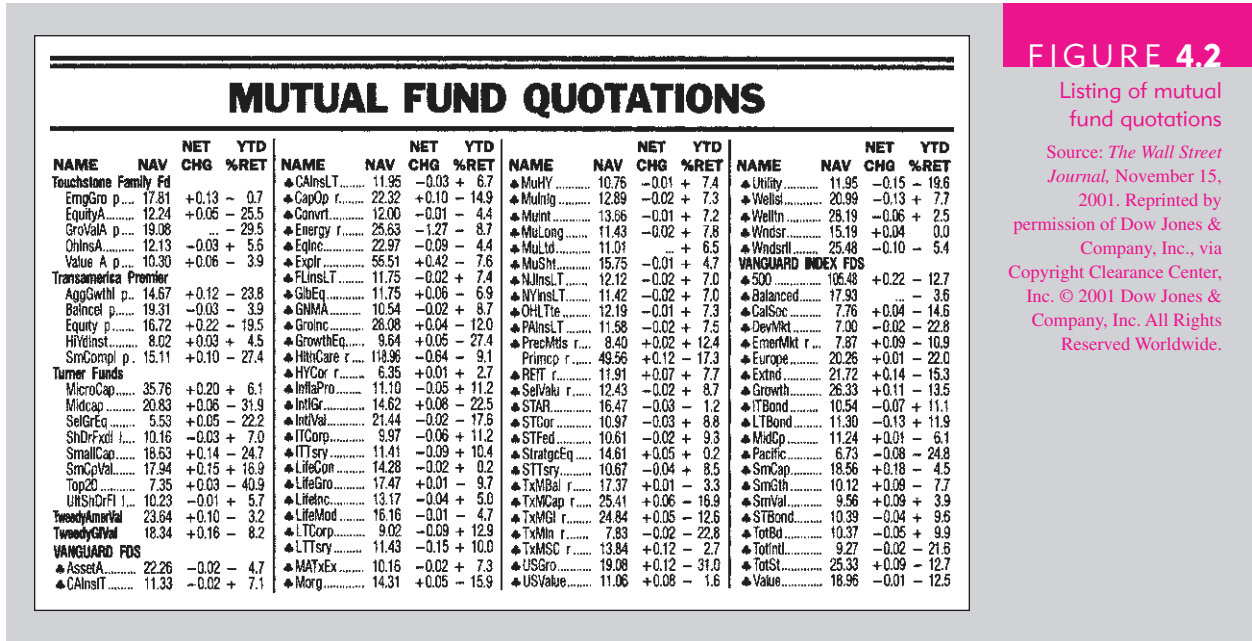 MUTUAL FUND QUOTATIONS
NET YTD
NAME NAV CHG %RET
Touchstone Family Fd
EmgGro p.... 17.81 +0.13 – 0.7
EquityA..... 12.24 +0.05 – 25.5
GroValA p.... 19.08 ... – 29.5
OhInsA....... 12.13 –0.03 + 5.6
Value A p.... 10.30 +0.06 – 3.9
Transamerica Premier
AggGwthI p.. 14.67 +0.12 – 23.8
BalnceI p..... 19.31 –0.03 – 3.9
Equity p...... 16.72 +0.22 – 19.5
HiYdInst....... 8.02 +0.03 + 4.5
SmCompI p . 15.11 +0.10 – 27.4
Turner Funds
MicroCap..... 35.76 +0.20 + 6.1
Midcap ........ 20.83 +0.06 – 31.9
SelGrEq ........ 5.53 +0.05 – 22.2
ShDrFxdI ... 10.16 –0.03 + 7.0
SmallCap...... 18.63 +0.14 – 24.7
SmCpVal...... 17.94 +0.15 + 16.9
Top20 .......... 7.35 +0.03 – 40.9
UltShDrFI ... 10.23 –0.01 + 5.7
TweedyAmerVal 23.64 +0.10 – 3.2
TweedyGlVal 18.34 +0.16 – 8.2
VANGUARD FDS
♣ AssetA......... 22.26 –0.02 – 4.7
♣ CAInsIT........ 11.33 –0.02 + 7.1
NET YTD
NAME NAV CHG %RET
♣ CAInsLT........ 11.95 –0.03 + 6.7
♣ CapOp r....... 22.32 +0.10 – 14.9
♣ Convrt.......... 12.00 –0.01 – 4.4
♣ Energy r....... 25.63 –1.27 – 8.7
♣ EqInc............ 22.97 –0.09 – 4.4
♣ Explr ............ 55.51 +0.42 – 7.6
♣ FLInsLT ........ 11.75 –0.02 + 7.4
♣ GlbEq........... 11.75 +0.06 – 6.9
♣ GNMA .......... 10.54 –0.02 + 8.7
♣ GroInc.......... 28.08 +0.04 – 12.0
♣ GrowthEq...... 9.64 +0.05 – 27.4
♣ HlthCare r .... 118.96 –0.64 – 9.1
♣ HYCor r ........ 6.35 +0.01 + 2.7
♣ InflaPro ........ 11.10 –0.05 + 11.2
♣ IntlGr............ 14.62 +0.08 – 22.5
♣ IntlVal .......... 21.44 –0.02 – 17.6
♣ ITCorp........... 9.97 –0.06 + 11.2
♣ ITTsry .......... 11.41 –0.09 + 10.4
♣ LifeCon ........ 14.28 –0.02 + 0.2
♣ LifeGro......... 17.47 +0.01 – 9.7
♣ LifeInc.......... 13.17 –0.04 + 5.0
♣ LifeMod ....... 16.16 –0.01 – 4.7
♣ LTCorp.......... 9.02 –0.09 + 12.9
♣ LTTsry ......... 11.43 –0.15 + 10.0
♣ MATxEx ....... 10.16 –0.02 + 7.3
♣ Morg ............ 14.31 +0.05 – 15.9
NET YTD
NAME NAV CHG %RET
♣ MuHY .......... 10.76 –0.01 + 7.4
♣ MuInlg ......... 12.89 –0.02 + 7.3
♣ MuInt ........... 13.66 –0.01 + 7.2
♣ MuLong ....... 11.43 –0.02 + 7.8
♣ MuLtd.......... 11.01 ... + 6.5
♣ MuSht.......... 15.75 –0.01 + 4.7
♣ NJInsLT ....... 12.12 –0.02 + 7.0
♣ NYInsLT ....... 11.42 –0.02 + 7.0
♣ OHLTte......... 12.19 –0.01 + 7.3
♣ PAInsLT ....... 11.58 –0.02 + 7.5
♣ PrecMtls r..... 8.40 +0.02 + 12.4
Primcp r ....... 49.56 +0.12 – 17.3
♣ REIT r........... 11.91 +0.07 + 7.7
♣ SelValu r...... 12.43 –0.02 + 8.7
♣ STAR............ 16.47 –0.03 – 1.2
♣ STCor ........... 10.97 –0.03 + 8.8
♣ STFed ........... 10.61 –0.02 + 9.3
♣ StratgcEq .... 14.61 +0.05 + 0.2
♣ STTsry ......... 10.67 –0.04 + 8.5
♣ TxMBal r...... 17.37 +0.01 – 3.3
♣ TxMCap r.... 25.41 +0.06 – 16.9
♣ TxMGI r....... 24.84 +0.05 – 12.6
♣ TxMIn r........ 7.83 –0.02 – 22.8
♣ TxMSC r ...... 13.84 +0.12 – 2.7
♣ USGro.......... 19.08 +0.12 – 31.0
♣ USValue....... 11.06 +0.08 – 1.6
NET YTD
NAME NAV CHG %RET
♣ Utility........... 11.95 –0.15 – 19.6
♣ Wellsl........... 20.99 –0.13 + 7.7
♣ Welltn .......... 28.19 –0.06 + 2.5
♣ Wndsr .......... 15.19 +0.04 0.0
♣ WndsrII ........ 25.48 –0.10 – 5.4
VANGUARD INDEX FDS
♣ 500 .............. 105.48 +0.22 – 12.7
♣ Balanced...... 17.93 ... – 3.6
♣ CalSoc ......... 7.76 +0.04 – 14.6
♣ DevMkt ........ 7.00 –0.02 – 22.8
♣ EmerMkt r ... 7.87 +0.09 – 10.9
♣ Europe......... 20.26 +0.01 – 22.0
♣ Extnd........... 21.72 +0.14 – 15.3
♣ Growth......... 26.33 +0.11 – 13.5
♣ ITBond......... 10.54 –0.07 + 11.1
♣ LTBond......... 11.30 –0.13 + 11.9
♣ MidCp .......... 11.24 +0.01 – 6.1
♣ Pacific.......... 6.73 –0.08 – 24.8
♣ SmCap.......... 18.56 +0.18 – 4.5
♣ SmGth .......... 10.12 +0.09 – 7.7
♣ SmVal........... 9.56 +0.09 + 3.9
♣ STBond......... 10.39 –0.04 + 9.6
♣ TotBd ........... 10.37 –0.05 + 9.9
♣ TotIntl........... 9.27 –0.02 – 21.6
♣ TotSt............. 25.33 +0.09 – 12.7
♣ Value............ 18.96 –0.01 – 12.5
FIGURE 4.2
Listing of mutual
fund quotations
Source: The Wall Street
Journal, November 15,
2001. Reprinted by
permission of Dow Jones &
Company, Inc., via
Copyright Clearance Center,
Inc. © 2001 Dow Jones &
Company, Inc. All Rights
Reserved Worldwide.